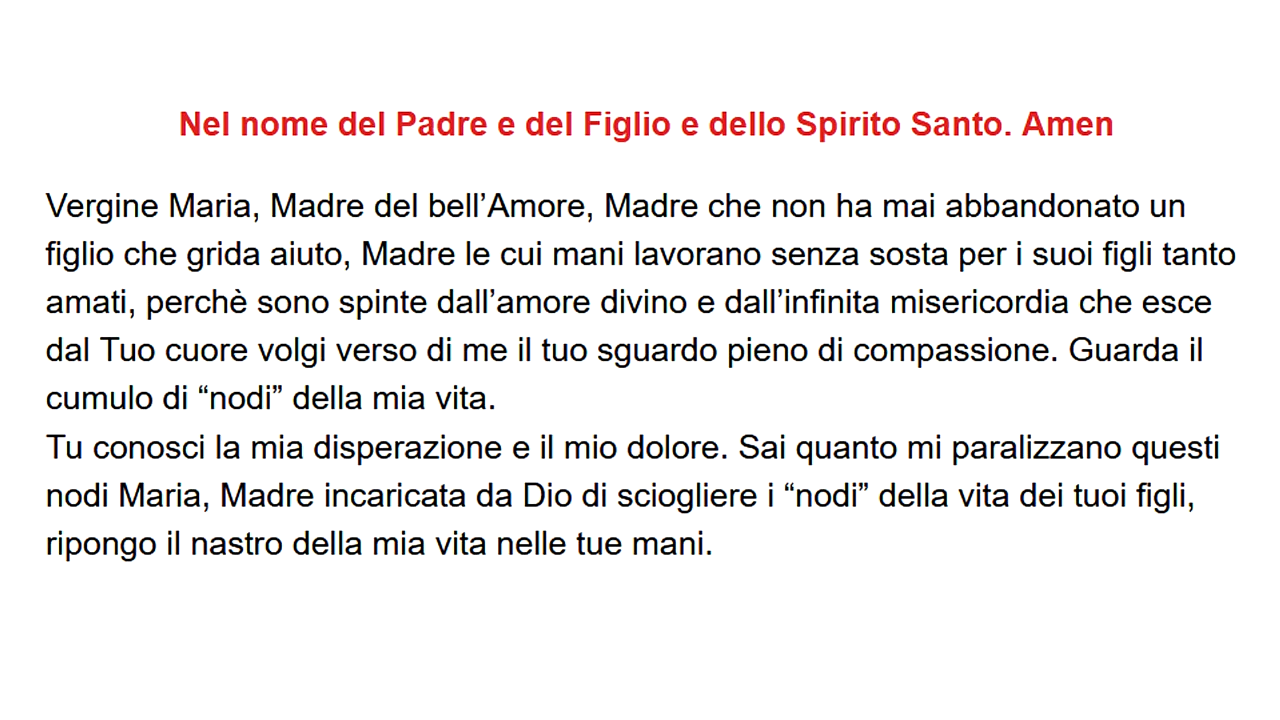 Nel nome del Padre e del Figlio e dello Spirito Santo. Amen
Vergine Maria, Madre del bell’Amore, Madre che non ha mai abbandonato un
figlio che grida aiuto, Madre le cui mani lavorano senza sosta per i suoi figli tanto
amati, perchè sono spinte dall’amore divino e dall’infinita misericordia che esce
dal Tuo cuore volgi verso di me il tuo sguardo pieno di compassione. Guarda il
cumulo di “nodi” della mia vita.
Tu conosci la mia disperazione e il mio dolore. Sai quanto mi paralizzano questi
nodi Maria, Madre incaricata da Dio di sciogliere i “nodi” della vita dei tuoi figli,
ripongo il nastro della mia vita nelle tue mani.